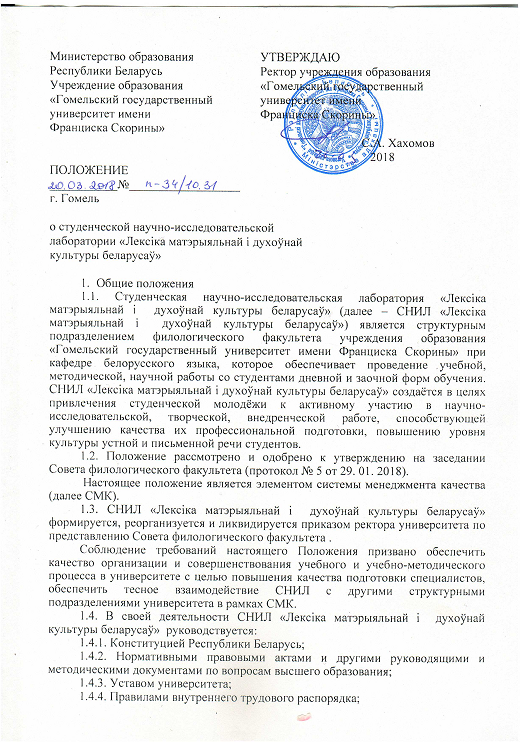 Министерство образования
Республики Беларусь
Учреждение образования
«Гомельский государственный
университет имени
Франциска Скорины»
УТВЕРЖДАЮ
Ректор учреждения образования
«Гомельский государственный
университет имени
Франциска Скорины»
С.А. Хахомов
2018
ПОЛОЖЕНИЕ
20.03.2018 № п-34/10.31
г. Гомель
о студенческой научно-исследовательской
лаборатории «Лексіка матэрыяльнай і духоўнай
культуры беларусаў»
1. Общие положения
1.1. Студенческая научно-исследовательская лаборатория «Лексіка
матэрыяльнай і духоўнай культуры беларусаў» (далее – СНИЛ «Лексіка
матэрыяльнай і духоўнай культуры беларусаў») является структурным
подразделением филологического факультета учреждения образования
«Гомельский государственный университет имени Франциска Скорины» при
кафедре белорусского языка, которое обеспечивает проведение учебной,
методической, научной работы со студентами дневной и заочной форм обучения.
СНИЛ «Лексіка матэрыяльнай і духоўнай культуры беларусаў» создаётся в целях
привлечения студенческой молодёжи к активному участию в научно-
исследовательской, творческой, внедренческой работе, способствующей
улучшению качества их профессиональной подготовки, повышению уровня
культуры устной и письменной речи студентов.
1.2. Положение рассмотрено и одобрено к утверждению на заседании
Совета филологического факультета (протокол № 5 от 29. 01. 2018).
Настоящее положение является элементом системы менеджмента качества
(далее СМК).
1.3. СНИЛ «Лексіка матэрыяльнай і духоўнай культуры беларусаў»
формируется, реорганизуется и ликвидируется приказом ректора университета по
представлению Совета филологического факультета .
Соблюдение требований настоящего Положения призвано обеспечить
качество организации и совершенствования учебного и учебно-методического
процесса в университете с целью повышения качества подготовки специалистов,
обеспечить тесное взаимодействие СНИЛ с другими структурными
подразделениями университета в рамках СМК.
1.4. В своей деятельности СНИЛ «Лексіка матэрыяльнай і духоўнай
культуры беларусаў» руководствуется:
1.4.1. Конституцией Республики Беларусь;
1.4.2. Нормативными правовыми актами и другими руководящими и
методическими документами по вопросам высшего образования;
1.4.3. Уставом университета;
1.4.4. Правилами внутреннего трудового распорядка;